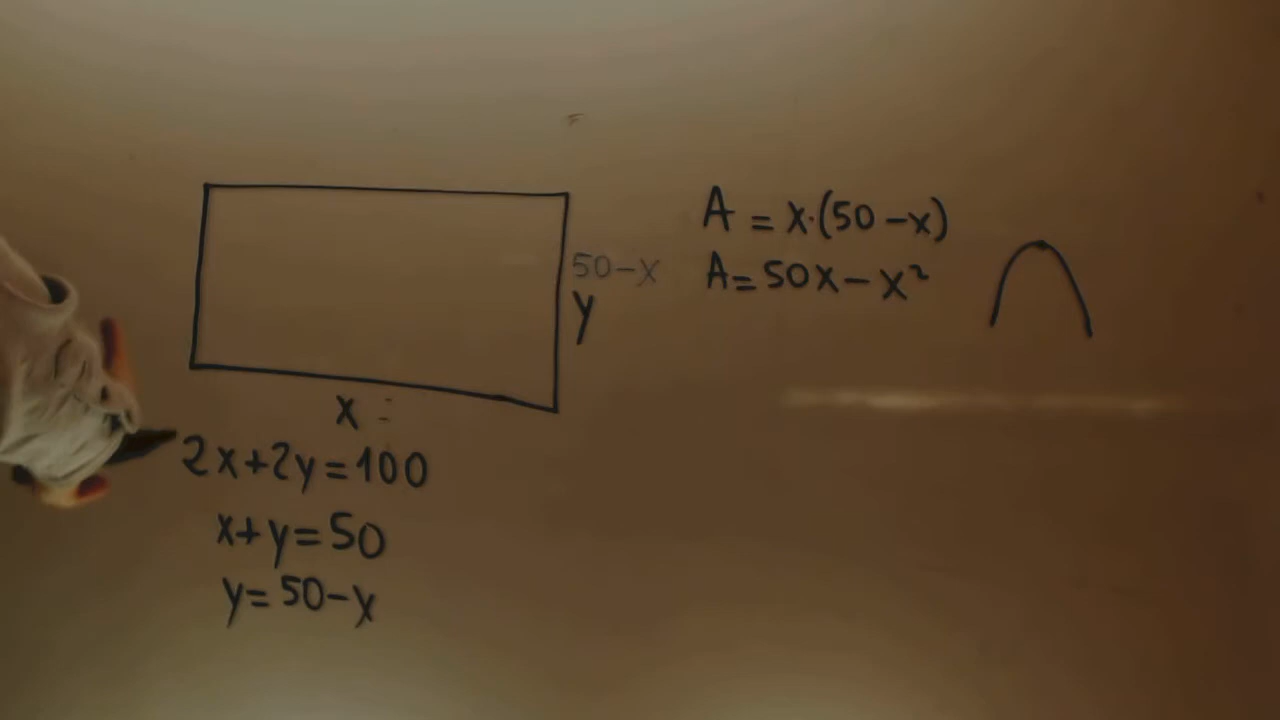 50-x
y
x =
2x+2y=100
x+y=50
y=50-x
A = x·(50-x)
A=50x-x²